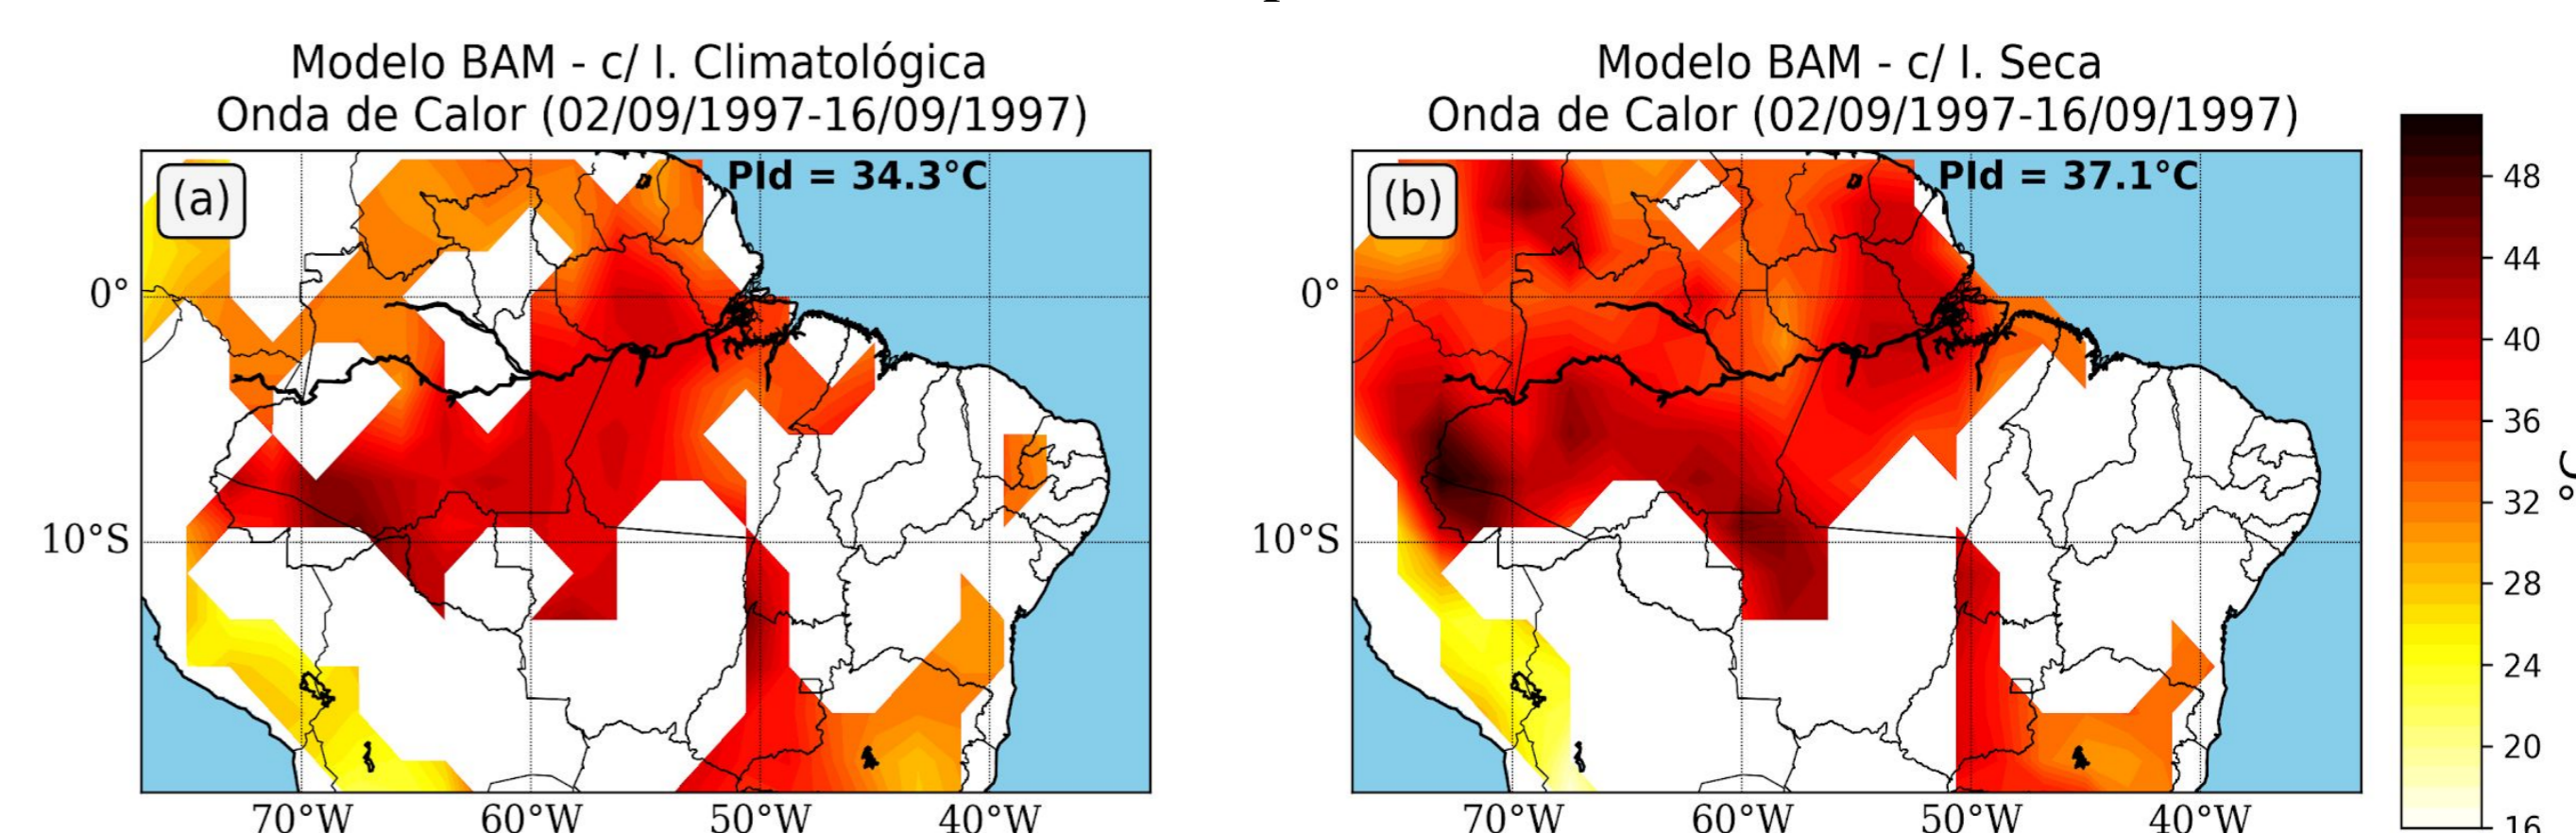 Modelo BAM - c/ I. Climatológica
Onda de Calor (02/09/1997-16/09/1997)
(a)
PId = 34.3°C
0°
10°S
70°W 60°W 50°W 40°W
Modelo BAM - c/ I. Seca
Onda de Calor (02/09/1997-16/09/1997)
(b)
PId = 37.1°C
0°
10°S
70°W 60°W 50°W 40°W
48
44
40
36
32
28
24
20
16
°C